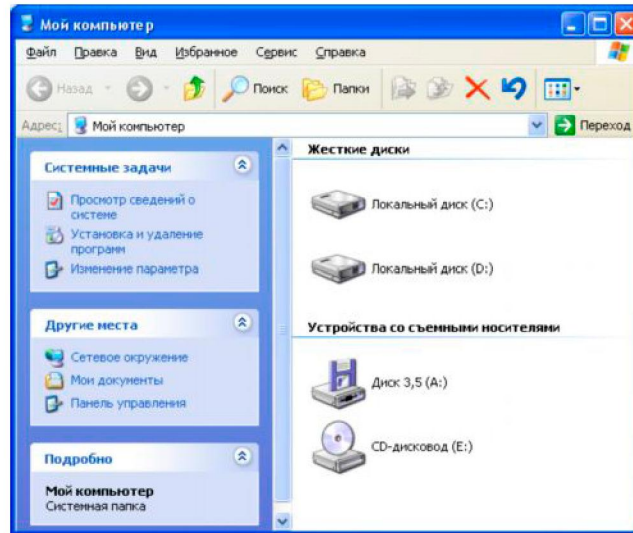 Мой компьютер
Файл Правка Вид Избранное Сервис Справка
Назад Поиск Папки
Адрес: Мой компьютер Переход
Системные задачи
Просмотр сведений о
системе
Установка и удаление
программ
Изменение параметра
Другие места
Сетевое окружение
Мои документы
Панель управления
Подробно
Мой компьютер
Системная папка
Жесткие диски
Локальный диск (C:)
Локальный диск (D:)
Устройства со съемными носителями
Диск 3,5 (A:)
CD-дисковод (E:)